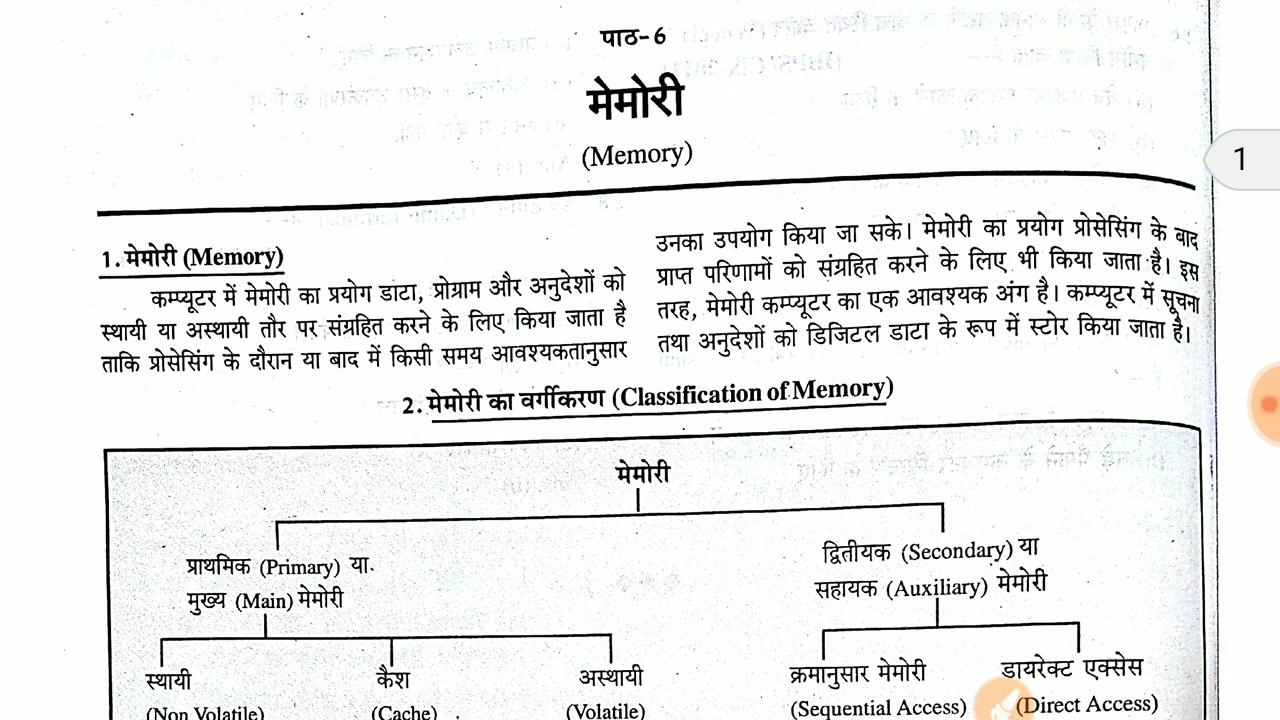 पाठ-6
मेमोरी
(Memory)
1
1. मेमोरी (Memory)
कम्प्यूटर में मेमोरी का प्रयोग डाटा, प्रोग्राम और अनुदेशों को
स्थायी या अस्थायी तौर पर संग्रहित करने के लिए किया जाता है
ताकि प्रोसेसिंग के दौरान या बाद में किसी समय आवश्यकतानुसार
उनका उपयोग किया जा सके। मेमोरी का प्रयोग प्रोसेसिंग के बाद
प्राप्त परिणामों को संग्रहित करने के लिए भी किया जाता है। इस
तरह, मेमोरी कम्प्यूटर का एक आवश्यक अंग है। कम्प्यूटर में सूचना
तथा अनुदेशों को डिजिटल डाटा के रूप में स्टोर किया जाता है।
2. मेमोरी का वर्गीकरण (Classification of Memory)
मेमोरी
प्राथमिक (Primary) या
मुख्य (Main) मेमोरी
द्वितीयक (Secondary) या
सहायक (Auxiliary) मेमोरी
स्थायी
(Non Volatile)
कैश
(Cache)
अस्थायी
(Volatile)
क्रमानुसार मेमोरी
(Sequential Access)
डायरेक्ट एक्सेस
(Direct Access)